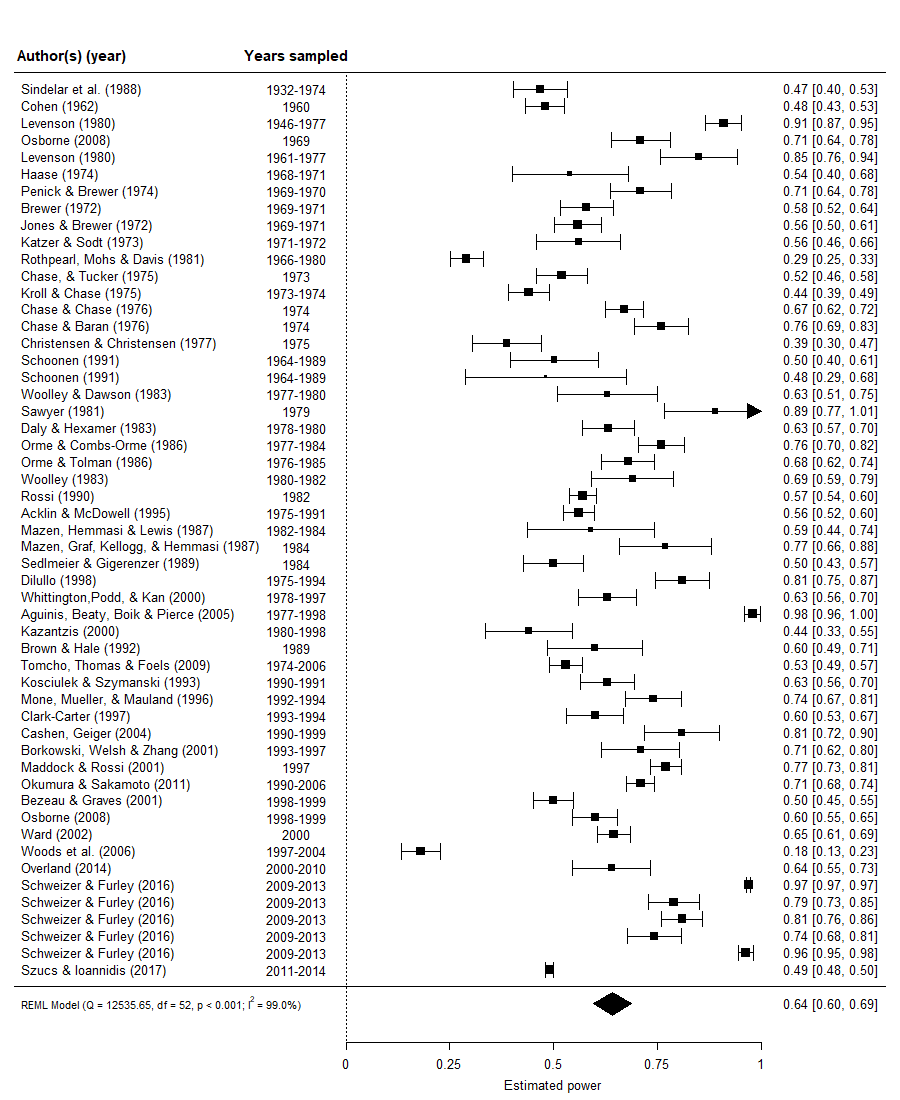 Author(s) (year) Years sampled
Sindelar et al. (1988) 1932-1974 0.47 [0.40, 0.53]
Cohen (1962) 1960 0.48 [0.43, 0.53]
Levenson (1980) 1946-1977 0.91 [0.87, 0.95]
Osborne (2008) 1969 0.71 [0.64, 0.78]
Levenson (1980) 1961-1977 0.85 [0.76, 0.94]
Haase (1974) 1968-1971 0.54 [0.40, 0.68]
Penick & Brewer (1974) 1969-1970 0.71 [0.64, 0.78]
Brewer (1972) 1969-1971 0.58 [0.52, 0.64]
Jones & Brewer (1972) 1969-1971 0.56 [0.50, 0.61]
Katzer & Sodt (1973) 1971-1972 0.56 [0.46, 0.66]
Rothpearl, Mohs & Davis (1981) 1966-1980 0.29 [0.25, 0.33]
Chase, & Tucker (1975) 1973 0.52 [0.46, 0.58]
Kroll & Chase (1975) 1973-1974 0.44 [0.39, 0.49]
Chase & Chase (1976) 1974 0.67 [0.62, 0.72]
Chase & Baran (1976) 1974 0.76 [0.69, 0.83]
Christensen & Christensen (1977) 1975 0.39 [0.30, 0.47]
Schoonen (1991) 1964-1989 0.50 [0.40, 0.61]
Schoonen (1991) 1964-1989 0.48 [0.29, 0.68]
Woolley & Dawson (1983) 1977-1980 0.63 [0.51, 0.75]
Sawyer (1981) 1979 0.89 [0.77, 1.01]
Daly & Hexamer (1983) 1978-1980 0.63 [0.57, 0.70]
Orme & Combs-Orme (1986) 1977-1984 0.76 [0.70, 0.82]
Orme & Tolman (1986) 1976-1985 0.68 [0.62, 0.74]
Woolley (1983) 1980-1982 0.69 [0.59, 0.79]
Rossi (1990) 1982 0.57 [0.54, 0.60]
Acklin & McDowell (1995) 1975-1991 0.56 [0.52, 0.60]
Mazen, Hemmasi & Lewis (1987) 1982-1984 0.59 [0.44, 0.74]
Mazen, Graf, Kellogg, & Hemmasi (1987) 1984 0.77 [0.66, 0.88]
Sedlmeier & Gigerenzer (1989) 1984 0.50 [0.43, 0.57]
Dilullo (1998) 1975-1994 0.81 [0.75, 0.87]
Whittington,Podd, & Kan (2000) 1978-1997 0.63 [0.56, 0.70]
Aguinis, Beaty, Boik & Pierce (2005) 1977-1998 0.98 [0.96, 1.00]
Kazantzis (2000) 1980-1998 0.44 [0.33, 0.55]
Brown & Hale (1992) 1989 0.60 [0.49, 0.71]
Tomcho, Thomas & Foels (2009) 1974-2006 0.53 [0.49, 0.57]
Kosciulek & Szymanski (1993) 1990-1991 0.63 [0.56, 0.70]
Mone, Mueller, & Mauland (1996) 1992-1994 0.74 [0.67, 0.81]
Clark-Carter (1997) 1993-1994 0.60 [0.53, 0.67]
Cashen, Geiger (2004) 1990-1999 0.81 [0.72, 0.90]
Borkowski, Welsh & Zhang (2001) 1993-1997 0.71 [0.62, 0.80]
Maddock & Rossi (2001) 1997 0.77 [0.73, 0.81]
Okumura & Sakamoto (2011) 1990-2006 0.71 [0.68, 0.74]
Bezeau & Graves (2001) 1998-1999 0.50 [0.45, 0.55]
Osborne (2008) 1998-1999 0.60 [0.55, 0.65]
Ward (2002) 2000 0.65 [0.61, 0.69]
Woods et al. (2006) 1997-2004 0.18 [0.13, 0.23]
Overland (2014) 2000-2010 0.64 [0.55, 0.73]
Schweizer & Furley (2016) 2009-2013 0.97 [0.97, 0.97]
Schweizer & Furley (2016) 2009-2013 0.79 [0.73, 0.85]
Schweizer & Furley (2016) 2009-2013 0.81 [0.76, 0.86]
Schweizer & Furley (2016) 2009-2013 0.74 [0.68, 0.81]
Schweizer & Furley (2016) 2009-2013 0.96 [0.95, 0.98]
Szucs & Ioannidis (2017) 2011-2014 0.49 [0.48, 0.50]
REML Model (Q = 12535.65, df = 52, p < 0.001; I² = 99.0%) 0.64 [0.60, 0.69]
0 0.25 0.5 0.75 1
Estimated power